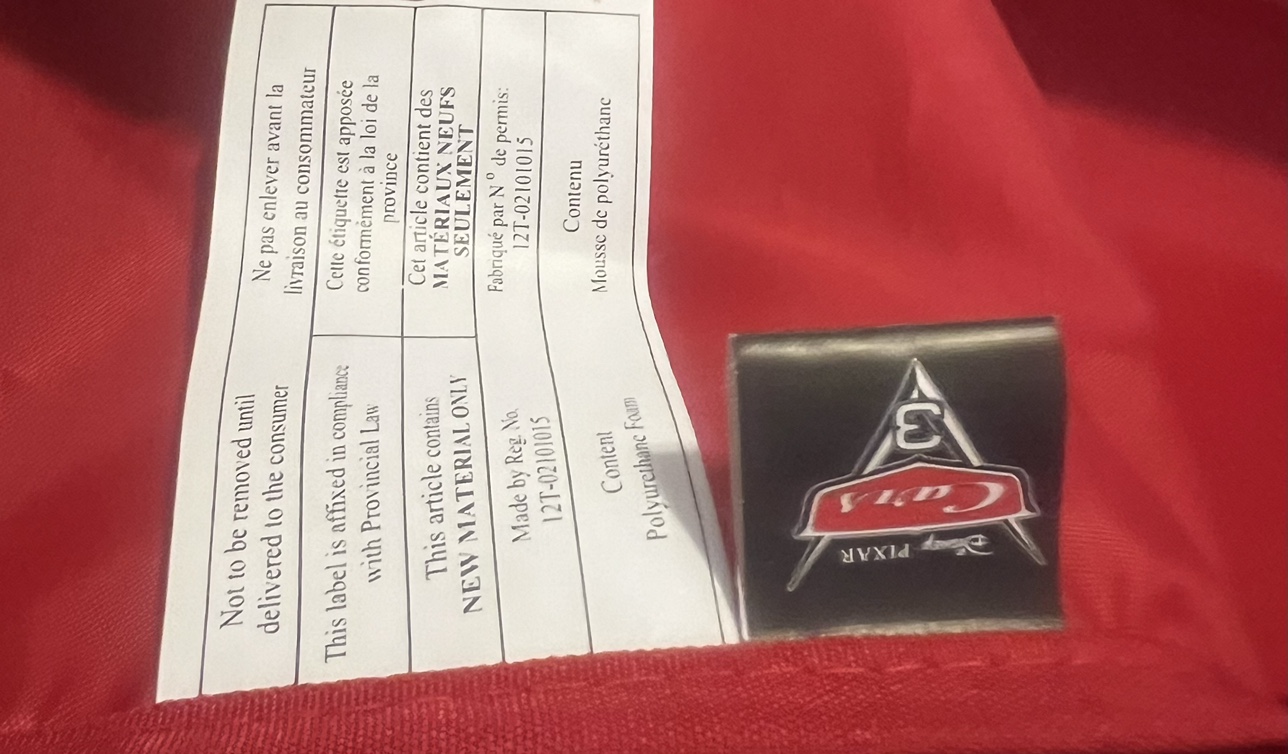 Not to be removed until
delivered to the consumer
Ne pas enlever avant la
livraison au consommateur
This label is affixed in compliance
with Provincial Law
Cette étiquette est apposée
conformément à la loi de la
province
This article contains
NEW MATERIAL ONLY
Cet article contient des
MATÉRIAUX NEUFS
SEULEMENT
Made by Reg. No.
12T-02101015
Fabriqué par N° de permis:
12T-02101015
Content
Polyurethane Foam
Contenu
Mousse de polyuréthane
Disney PIXAR
Cars
3